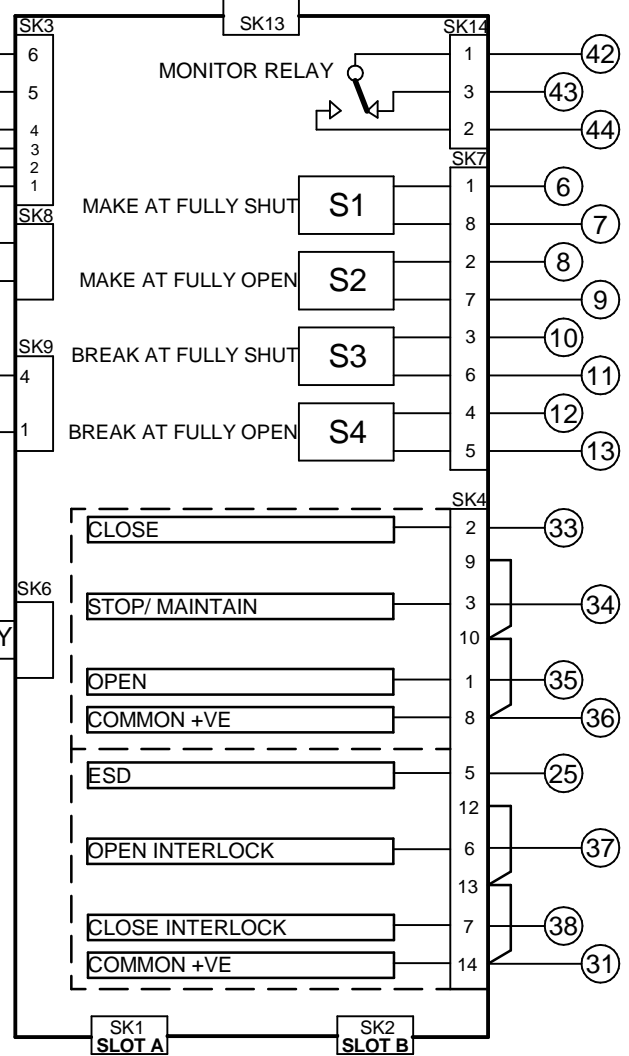 SK13
SK3
SK14
6
MONITOR RELAY
1
42
5
3
43
4
2
44
3
2
1
SK7
SK8
MAKE AT FULLY SHUT
S1
1
6
8
7
MAKE AT FULLY OPEN
S2
2
8
7
9
SK9
BREAK AT FULLY SHUT
S3
3
10
4
6
11
1
BREAK AT FULLY OPEN
S4
4
12
5
13
SK4
CLOSE
2
33
9
SK6
STOP/ MAINTAIN
3
34
Y
10
OPEN
1
35
COMMON +VE
8
36
ESD
5
25
12
OPEN INTERLOCK
6
37
13
CLOSE INTERLOCK
7
38
COMMON +VE
14
31
SK1
SLOT A
SK2
SLOT B